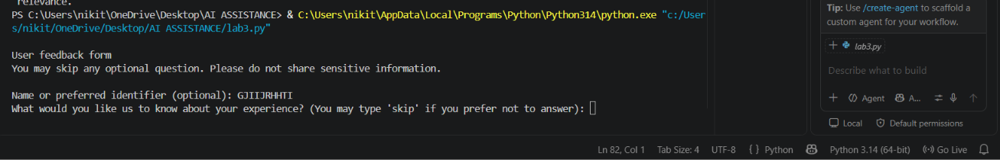 relevance.
PS C:\Users\nikit\OneDrive\Desktop\AI ASSISTANCE> & C:\Users\nikit\AppData\Local\Programs\Python\Python314\python.exe "c:/User
s/nikit/OneDrive/Desktop/AI ASSISTANCE/lab3.py"
User feedback form
You may skip any optional question. Please do not share sensitive information.
Name or preferred identifier (optional): GJIIJRHHTI
What would you like us to know about your experience? (You may type 'skip' if you prefer not to answer):
Tip: Use /create-agent to scaffold a
custom agent for your workflow.
lab3.py
Describe what to build
Agent A...
Local Default permissions
Ln 82, Col 1 Tab Size: 4 UTF-8 {} Python Python 3.14 (64-bit) Go Live